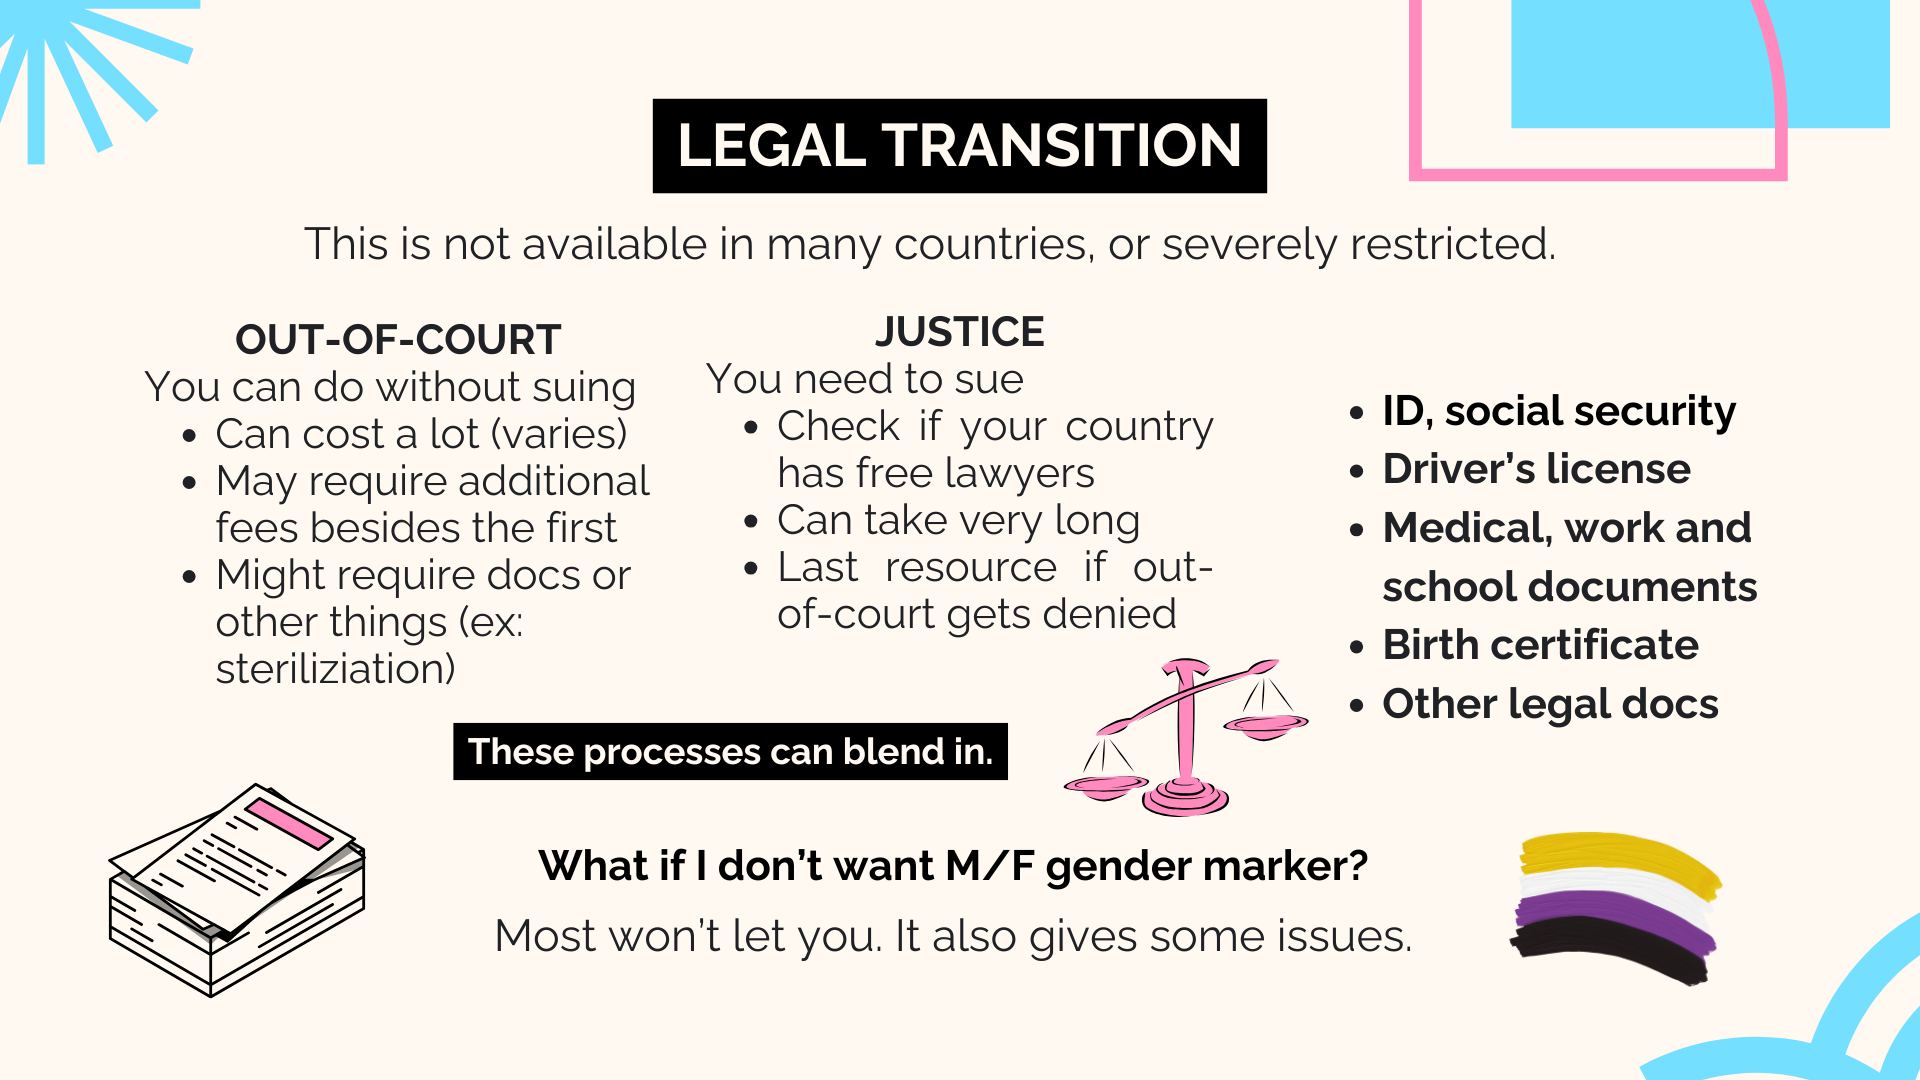 LEGAL TRANSITION
This is not available in many countries, or severely restricted.
OUT-OF-COURT
You can do without suing
• Can cost a lot (varies)
• May require additional
fees besides the first
• Might require docs or
other things (ex:
steriliziation)
JUSTICE
You need to sue
• Check if your country
has free lawyers
• Can take very long
• Last resource if out-
of-court gets denied
• ID, social security
• Driver’s license
• Medical, work and
school documents
• Birth certificate
• Other legal docs
These processes can blend in.
What if I don’t want M/F gender marker?
Most won’t let you. It also gives some issues.